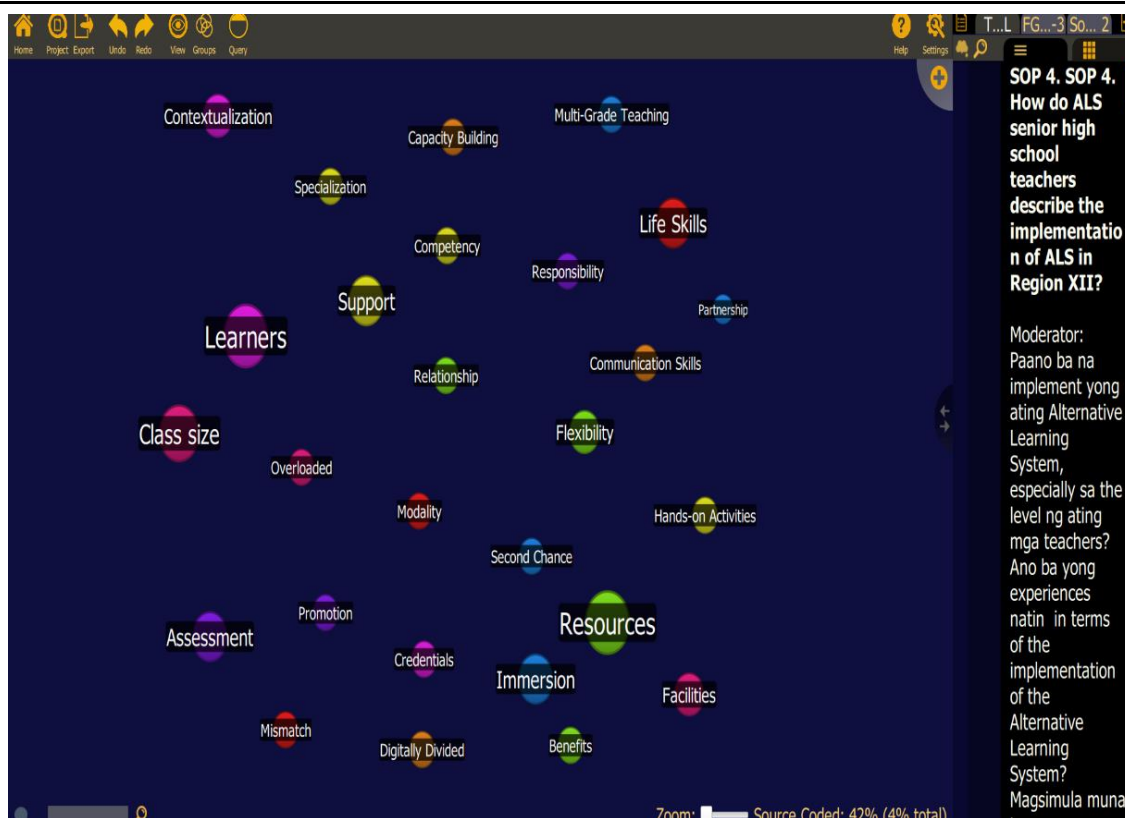 Home Project Export Undo Redo View Groups Query Help Settings
T...L FG...-3 So... 2
Contextualization
Multi-Grade Teaching
Capacity Building
Specialization
Life Skills
Competency
Responsibility
Support
Partnership
Learners
Communication Skills
Relationship
Class size
Flexibility
Overloaded
Modality
Hands-on Activities
Second Chance
Promotion
Resources
Assessment
Credentials
Immersion
Facilities
Mismatch
Digitally Divided
Benefits
Zoom: Source Coded: 42% (4% total)
SOP 4. SOP 4.
How do ALS
senior high
school
teachers
describe the
implementatio
n of ALS in
Region XII?
Moderator:
Paano ba na
implement yong
ating Alternative
Learning
System,
especially sa the
level ng ating
mga teachers?
Ano ba yong
experiences
natin in terms
of the
implementation
of the
Alternative
Learning
System?
Magsimula muna